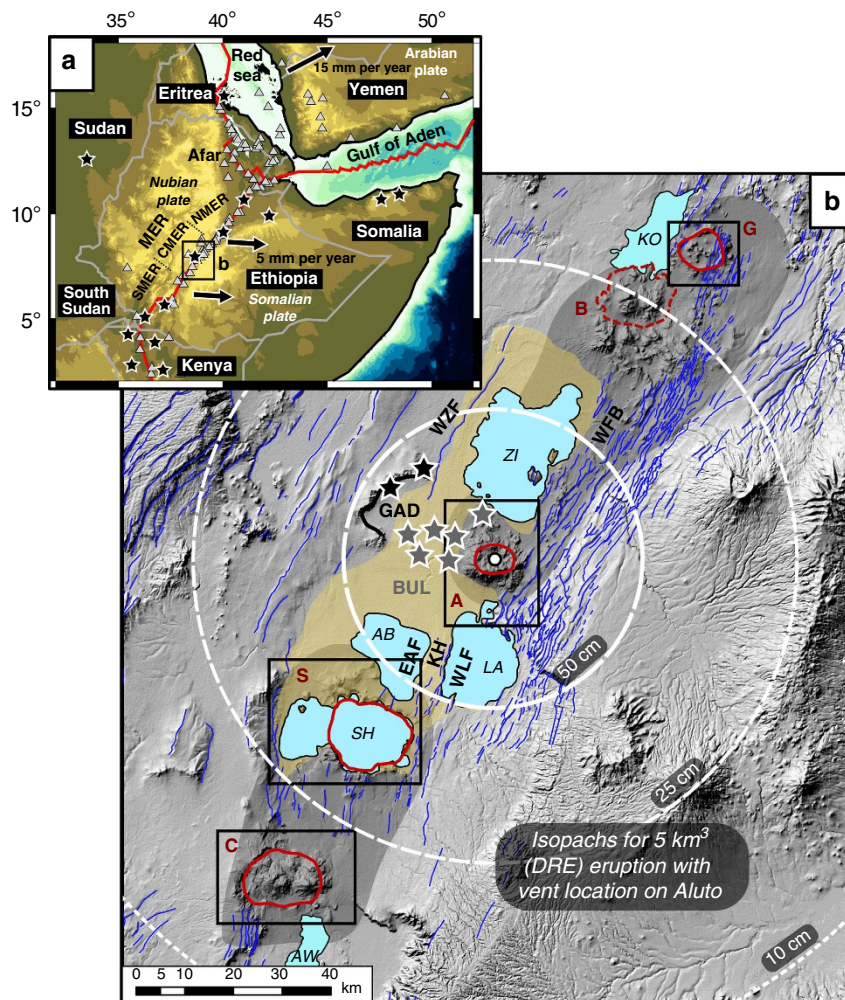 35°
40°
45°
50°
a
Red
sea
15 mm per year
Arabian
plate
Eritrea
Yemen
15°
Sudan
Afar
Gulf of Aden
Nubian
plate
MER
CMER
NMER
10°
Somalia
b
5 mm per year
SMER
Ethiopia
South
Sudan
Somalian
plate
5°
Kenya
b
KO
G
B
WZF
WFB
ZI
GAD
BUL
A
AB
EAF
KH
WLF
LA
50 cm
S
SH
25 cm
C
Isopachs for 5 km³
(DRE) eruption with
vent location on Aluto
10 cm
AW
0 5 10 20 30 40
km